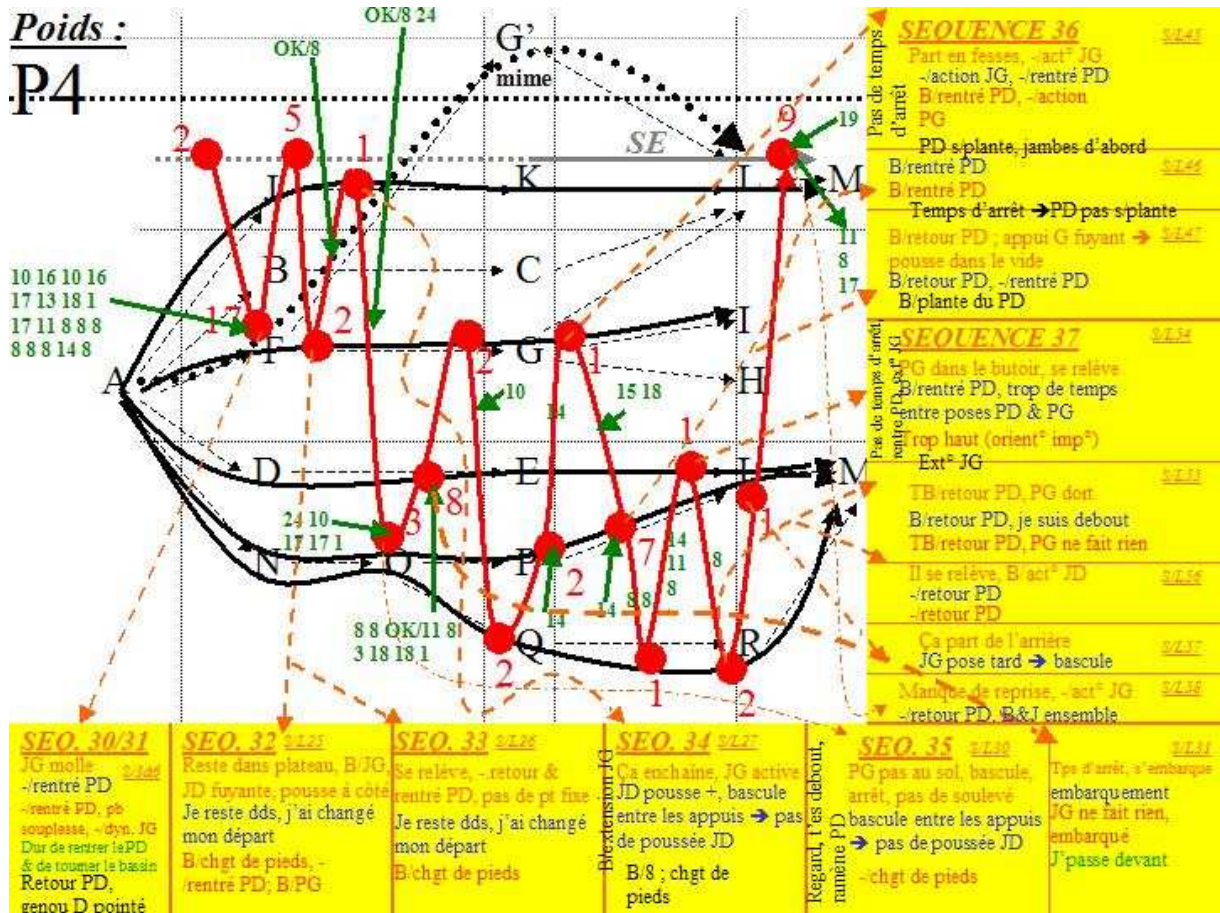 Poids :
P4
OK/8
OK/8 24
G'
mime
SE
2
5
1
9
19
J
K
L
M
B
C
11
8
17
10 16 10 16
17 13 18 1
17 11 8 8 8
8 8 8 14 8
17
2
F
G
I
A
2
1
H
10
14
15 18
1
D
E
L
M
8
24 10
17 17 1
3
1
N
O
P
2
7
14
11
8
8
14
14
8 8
8 8 OK/11 8
3 18 18 1
Q
R
2
1
2
Pas de temps d'arrêt
SEQUENCE 36
S/L45
Part en fesses, -/act° JG
-/action JG, -/rentré PD
B/rentré PD, -/action
PG
PD s/plante, jambes d'abord
B/rentré PD
S/L46
B/rentré PD
Temps d'arrêt ➔PD pas s/plante
B/retour PD ; appui G fuyant ➔
S/L47
pousse dans le vide
B/retour PD, -/rentré PD
B/plante du PD
Pas de temps d'arrêt,
SEQUENCE 37
S/L54
PG dans le butoir, se relève
B/rentré PD, trop de temps
entre poses PD & PG
Trop haut (orient° imp°)
Ext° JG
TB/retour PD, PG dort
B/retour PD, je suis debout
TB/retour PD, PG ne fait rien
Il se relève, B/act° JD
S/L56
-/retour PD
-/retour PD
Ça part de l'arrière
S/L57
JG pose tard ➔ bascule
Manque de reprise, -/act° JG
S/L58
-/retour PD, B&J ensemble
SEQ. 30/31
JG molle
-/rentré PD
-/rentré PD, pb
souplesse, -/dyn. JG
Dur de rentrer le PD
& de tourner le bassin
Retour PD,
genou D pointé
SEQ. 32
S/L25
Reste dans plateau, B/JG,
JD fuyante, pousse à côté
Je reste dds, j'ai changé
mon départ
B/chgt de pieds, -
/rentré PD; B/PG
SEQ. 33
S/L26
Se relève, -.retour &
rentré PD, pas de pt fixe
Je reste dds, j'ai changé
mon départ
B/chgt de pieds
B/extension JG
SEQ. 34
S/L27
Ça enchaîne, JG active
JD pousse +, bascule
entre les appuis ➔ pas
de poussée JD
B/8 ; chgt de
pieds
Regard, t'es debout,
ramène PD
SEQ. 35
S/L30
PG pas au sol, bascule,
arrêt, pas de soulevé
bascule entre les appuis
➔ pas de poussée JD
-/chgt de pieds
S/L31
Tps d'arrêt, s'embarque
embarquement
JG ne fait rien,
embarqué
J'passe devant